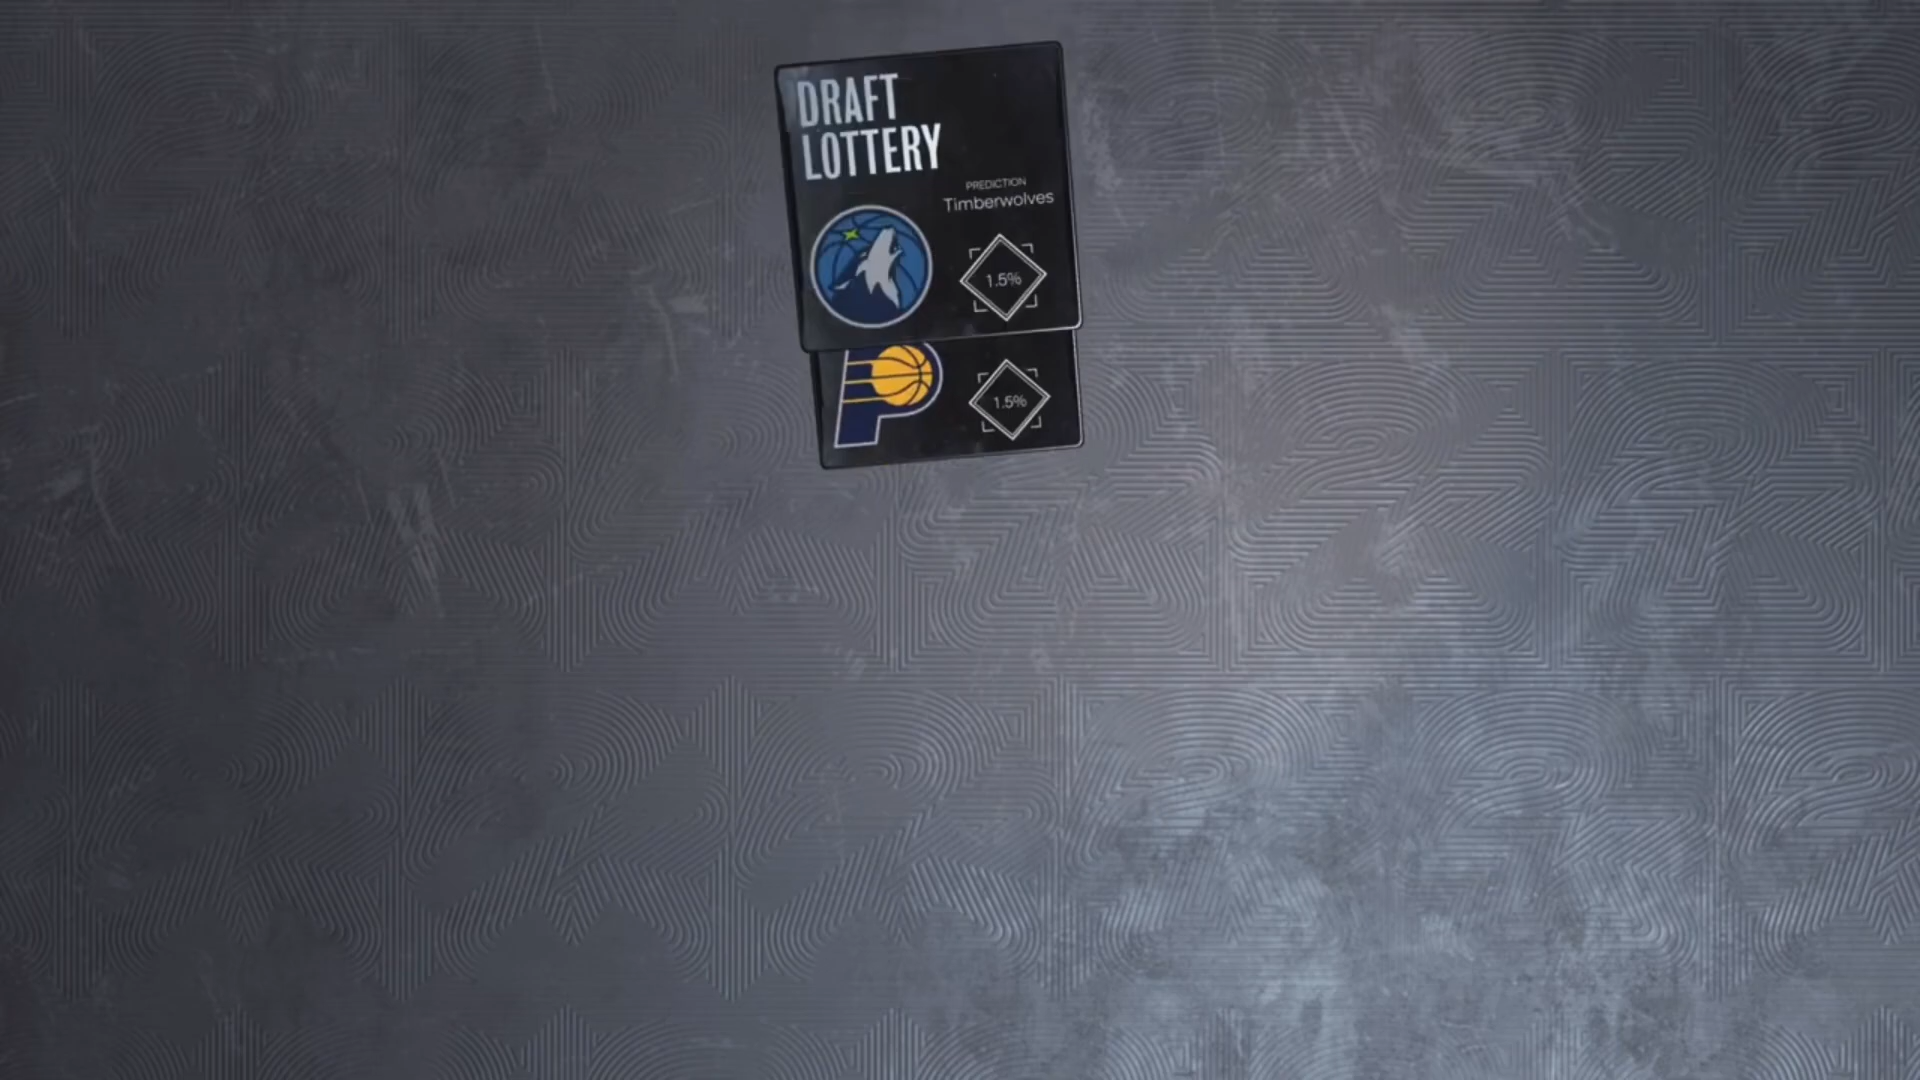 DRAFT
LOTTERY
PREDICTION
Timberwolves
1.5%
1.5%